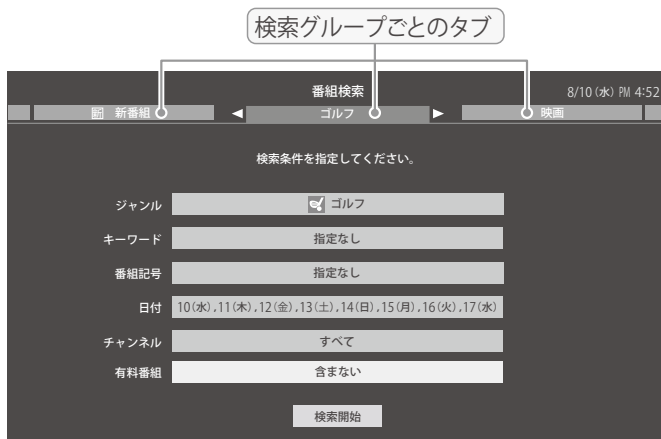 検索グループごとのタブ
番組検索 8/10(水) PM 4:52
新 新番組 ◀ ゴルフ ▶ 映画
検索条件を指定してください。
ジャンル ゴルフ
キーワード 指定なし
番組記号 指定なし
日付 10(水),11(木),12(金),13(土),14(日),15(月),16(火),17(水)
チャンネル すべて
有料番組 含まない
検索開始